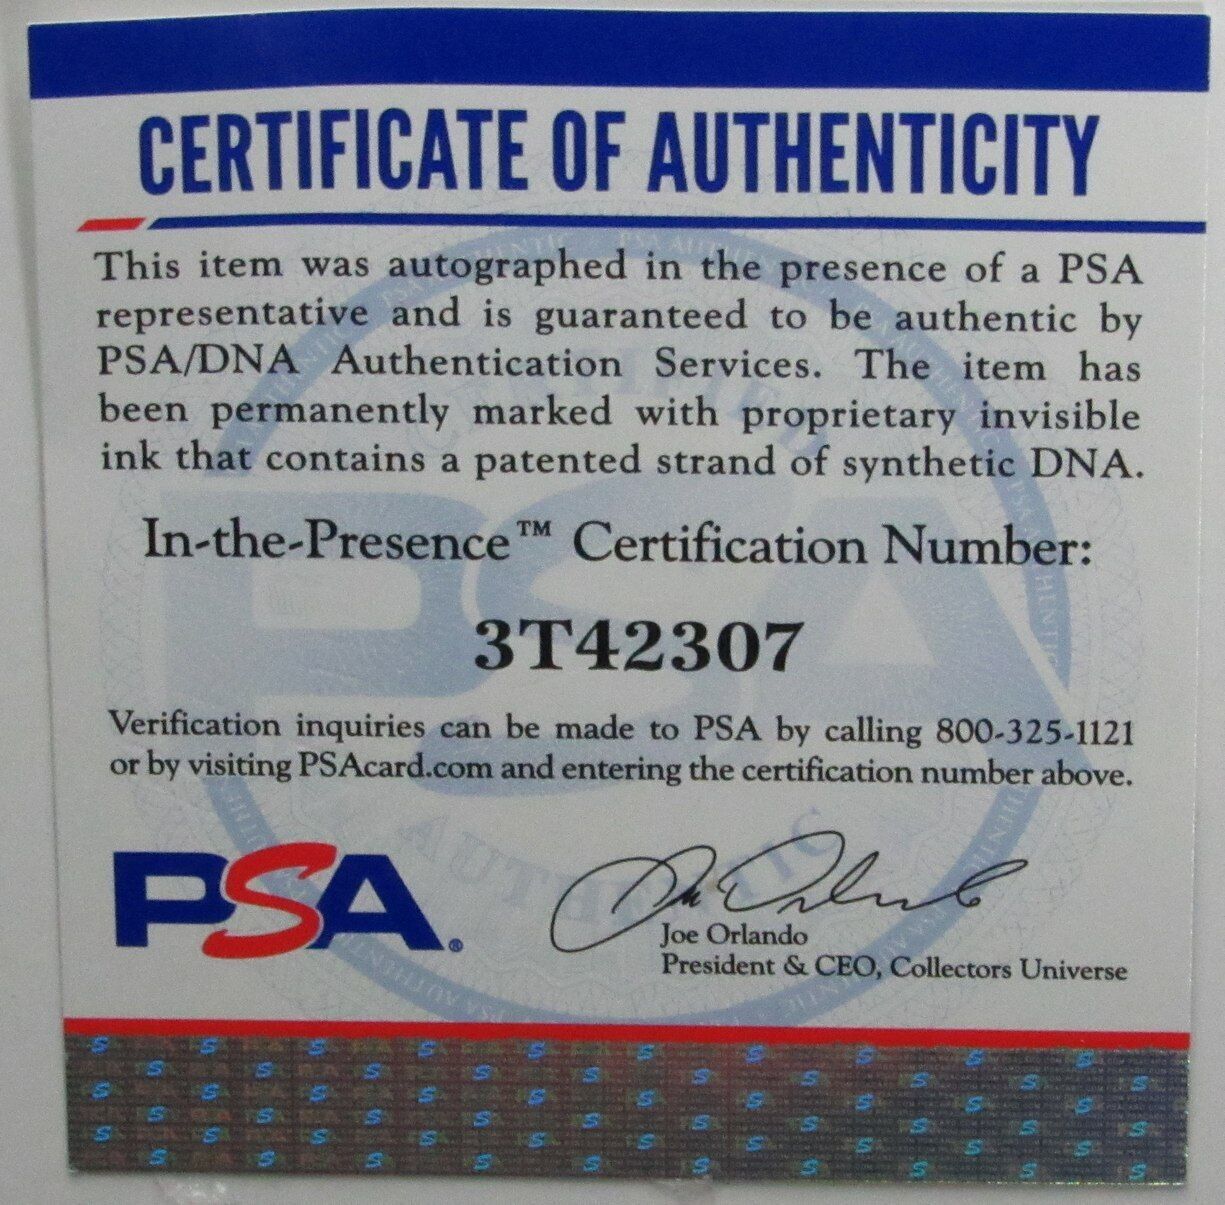 CERTIFICATE OF AUTHENTICITY
This item was autographed in the presence of a PSA
representative and is guaranteed to be authentic by
PSA/DNA Authentication Services. The item has
been permanently marked with proprietary invisible
ink that contains a patented strand of synthetic DNA.
In-the-Presence™ Certification Number:
3T42307
Verification inquiries can be made to PSA by calling 800-325-1121
or by visiting PSAcard.com and entering the certification number above.
PSA®
Joe Orlando
President & CEO, Collectors Universe